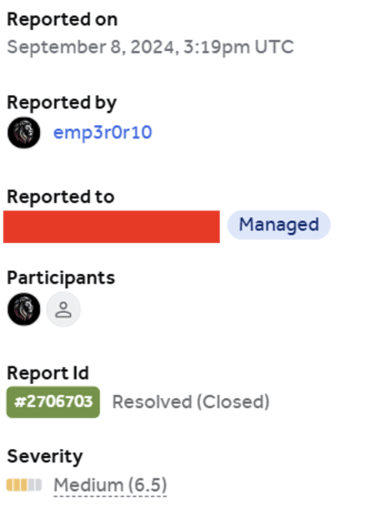 Reported on
September 8, 2024, 3:19pm UTC
Reported by
emp3r0r10
Reported to
Managed
Participants
Report Id
#2706703 Resolved (Closed)
Severity
Medium (6.5)